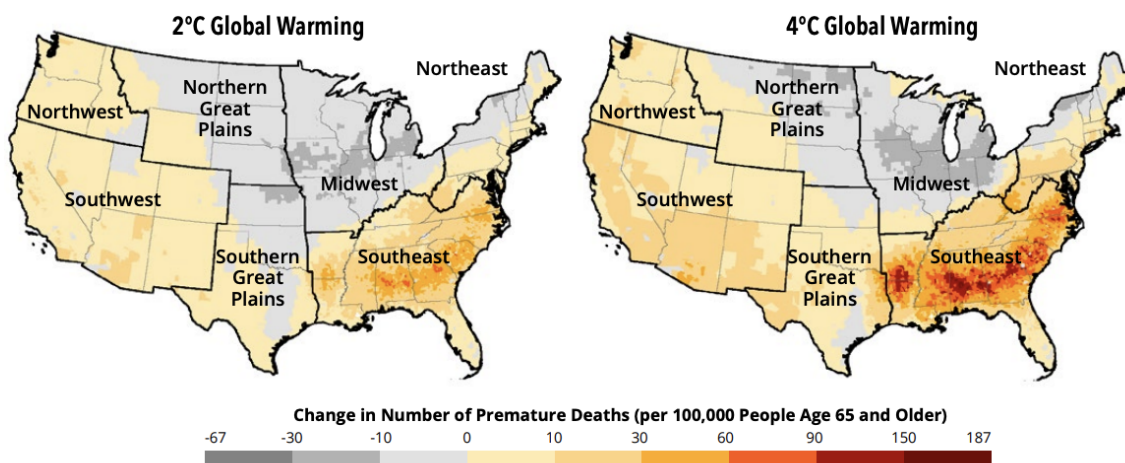 2°C Global Warming
Northwest
Northern
Great
Plains
Northeast
Southwest
Midwest
Southern
Great
Plains
Southeast
4°C Global Warming
Northwest
Northern
Great
Plains
Northeast
Southwest
Midwest
Southern
Great
Plains
Southeast
Change in Number of Premature Deaths (per 100,000 People Age 65 and Older)
-67 -30 -10 0 10 30 60 90 150 187